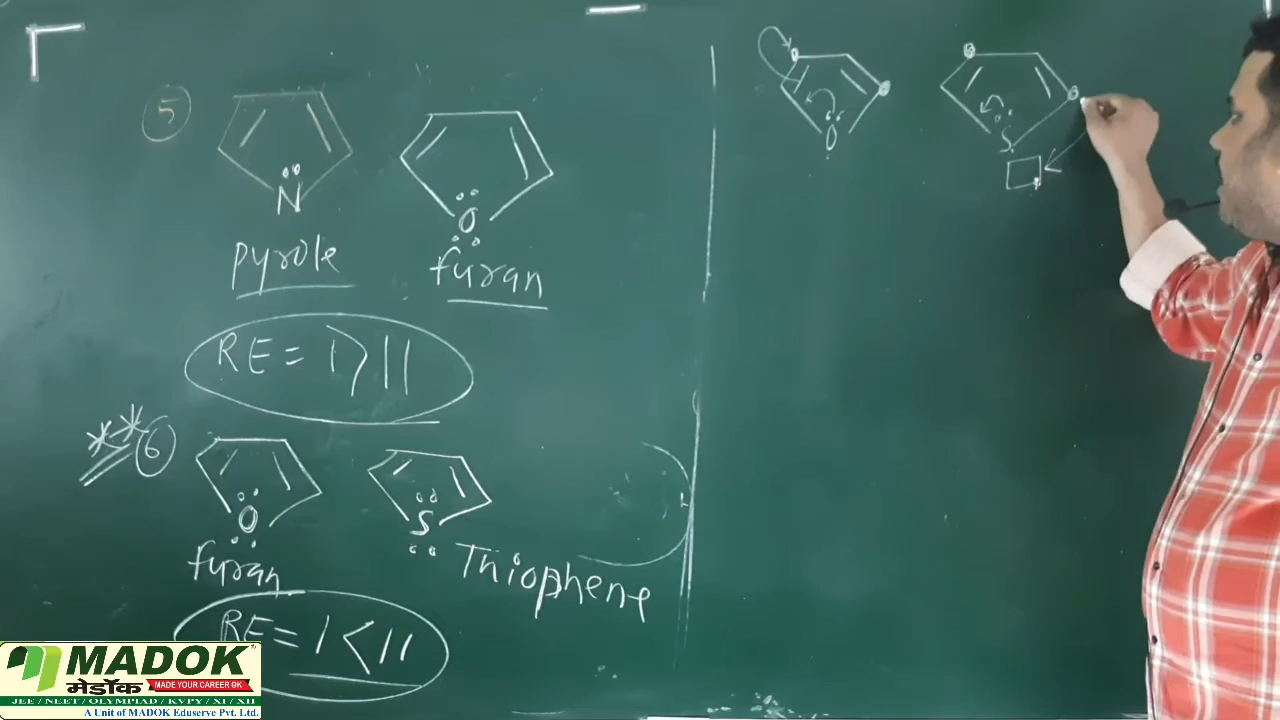 5
N
O
pyrole
furan
RE = I > II
** 6
O
S
furan
Thiophene
RE = I < II
O
S
MADOK
मेडॉक MADE YOUR CAREER OK
JEE / NEET / OLYMPIAD / KVPY / XI / XII
A Unit of MADOK Eduserve Pvt. Ltd.